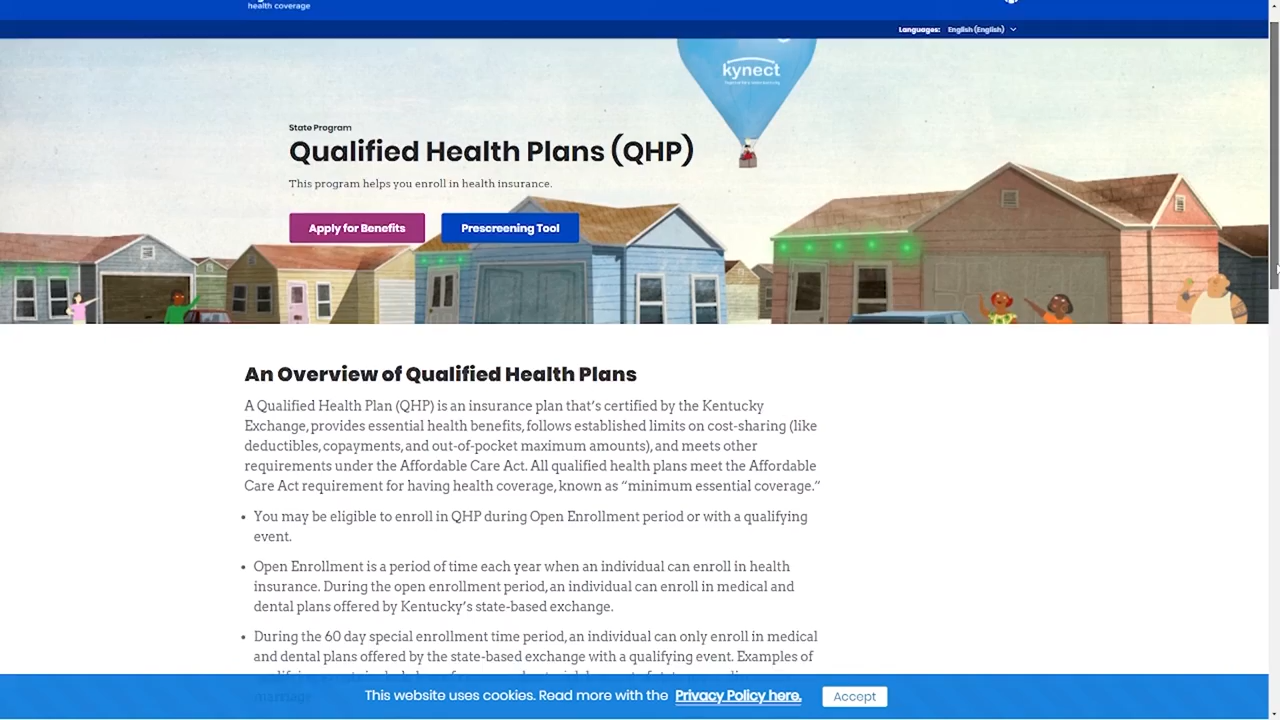 health coverage
Languages: English (English)
kynect
State Program
Qualified Health Plans (QHP)
This program helps you enroll in health insurance.
Apply for Benefits
Prescreening Tool
An Overview of Qualified Health Plans
A Qualified Health Plan (QHP) is an insurance plan that’s certified by the Kentucky
Exchange, provides essential health benefits, follows established limits on cost-sharing (like
deductibles, copayments, and out-of-pocket maximum amounts), and meets other
requirements under the Affordable Care Act. All qualified health plans meet the Affordable
Care Act requirement for having health coverage, known as “minimum essential coverage.”
• You may be eligible to enroll in QHP during Open Enrollment period or with a qualifying
event.
• Open Enrollment is a period of time each year when an individual can enroll in health
insurance. During the open enrollment period, an individual can enroll in medical and
dental plans offered by Kentucky’s state-based exchange.
• During the 60 day special enrollment time period, an individual can only enroll in medical
and dental plans offered by the state-based exchange with a qualifying event. Examples of
marriage
This website uses cookies. Read more with the Privacy Policy here.
Accept